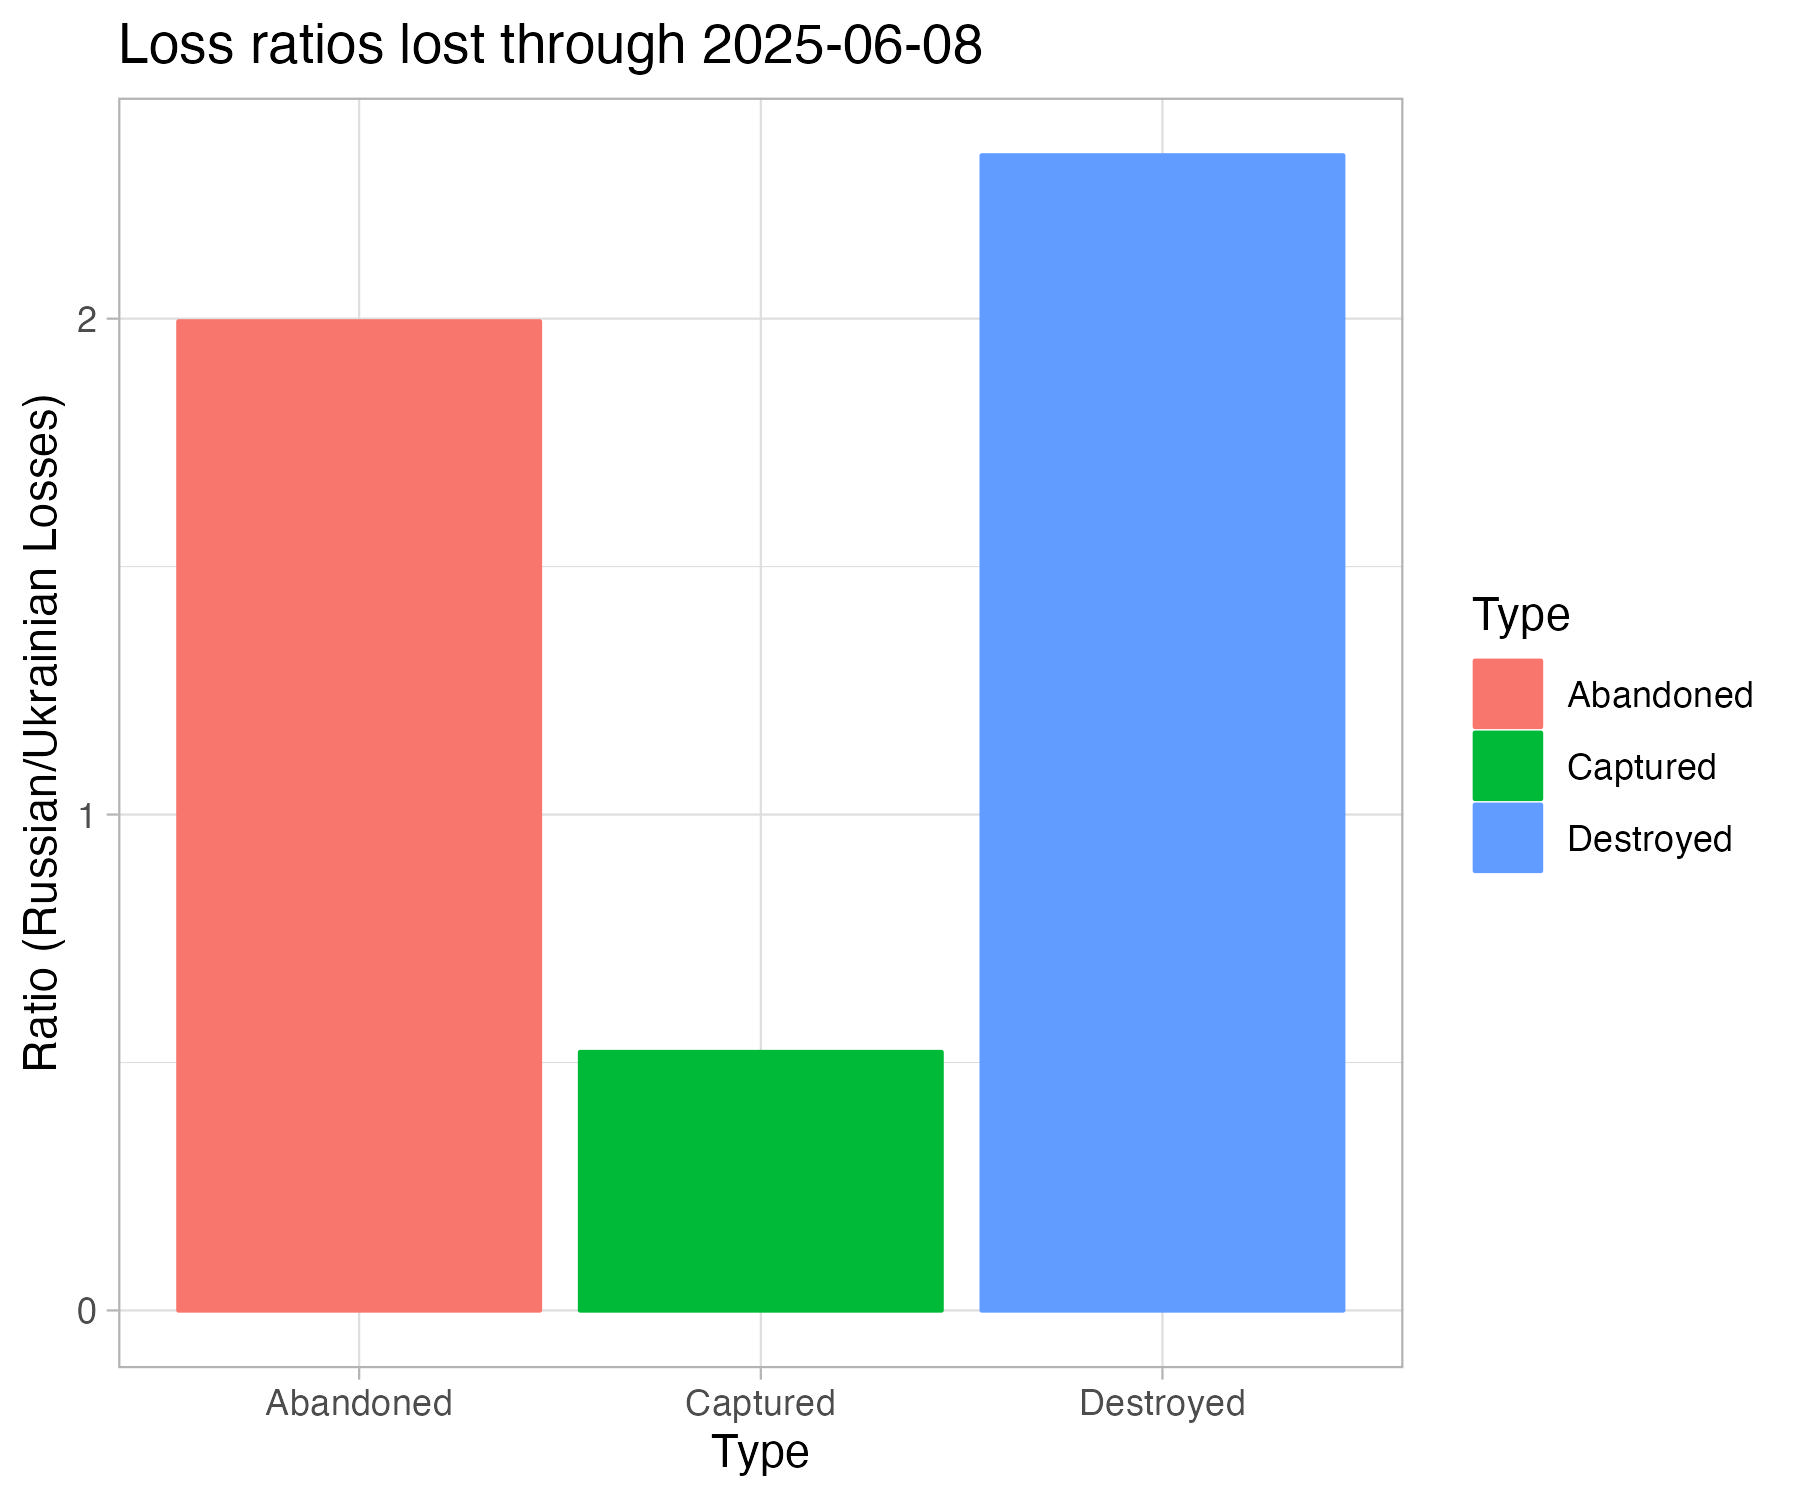 Loss ratios lost through 2025-06-08
Ratio (Russian/Ukrainian Losses)
2
1
0
Abandoned
Captured
Destroyed
Type
Type
Abandoned
Captured
Destroyed